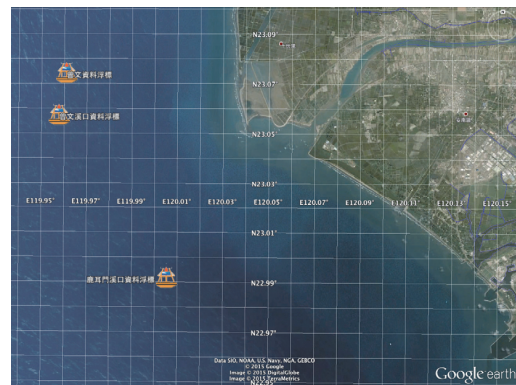 N23.09°
曾文資料浮標
N23.07°
曾文溪口資料浮標
N23.05°
N23.03°
E119.95° E119.97° E119.99° E120.01° E120.03° E120.05° E120.07° E120.09° E120.11° E120.13° E120.15°
N23.01°
鹿耳門溪口資料浮標
N22.99°
N22.97°
Data SIO, NOAA, U.S. Navy, NGA, GEBCO
© 2015 Google
Image © 2015 DigitalGlobe
Image © 2015 TerraMetrics
Google earth